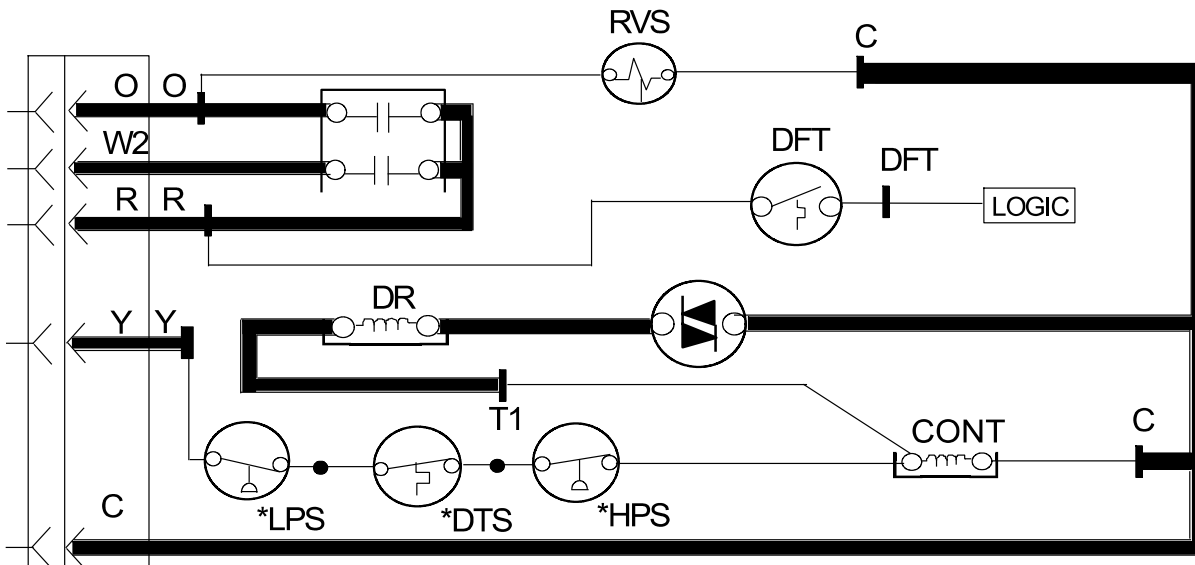 RVS
C
O O
W2
DFT
DFT
R R
LOGIC
DR
Y Y
T1
CONT
C
C
*LPS
*DTS
*HPS